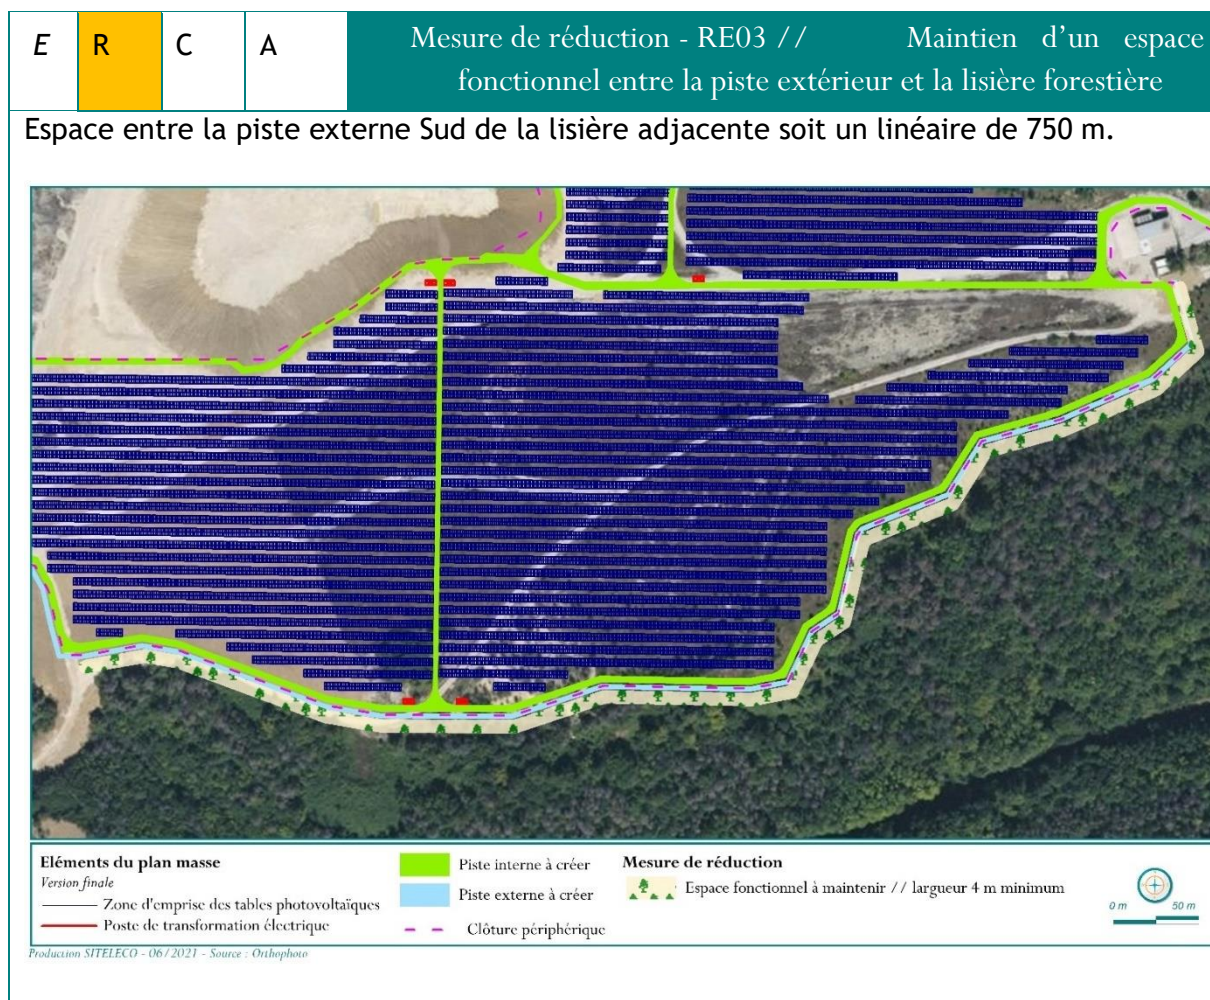 E R C A
Mesure de réduction - RE03 // Maintien d’un espace
fonctionnel entre la piste extérieur et la lisière forestière
Espace entre la piste externe Sud de la lisière adjacente soit un linéaire de 750 m.
Eléments du plan masse
Version finale
Zone d'emprise des tables photovoltaïques
Poste de transformation électrique
Piste interne à créer
Piste externe à créer
Clôture périphérique
Mesure de réduction
Espace fonctionnel à maintenir // largueur 4 m minimum
0 m 50 m
Production SITELECO - 06/2021 - Source : Orthophoto